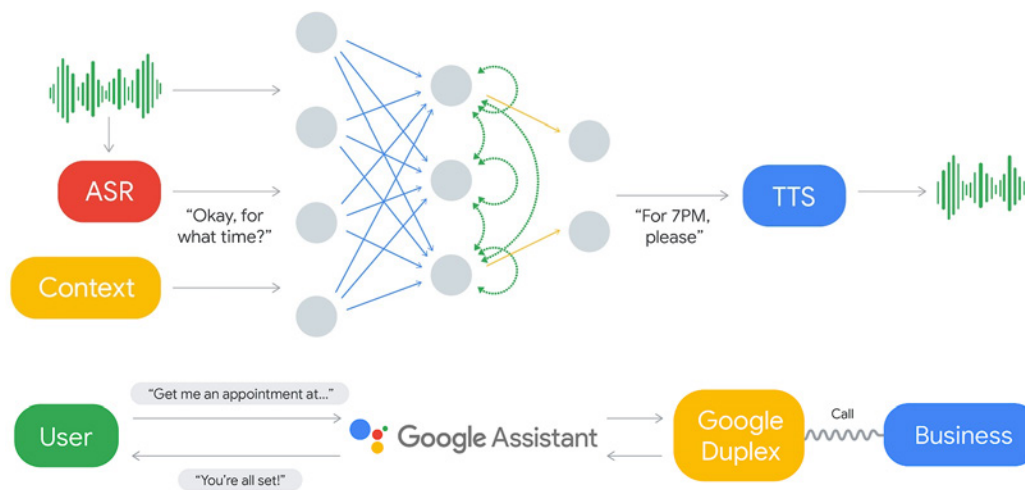 ASR
“Okay, for
what time?”
Context
“For 7PM,
please”
TTS
“Get me an appointment at...”
User
“You’re all set!”
Google Assistant
Google
Duplex
Call
Business